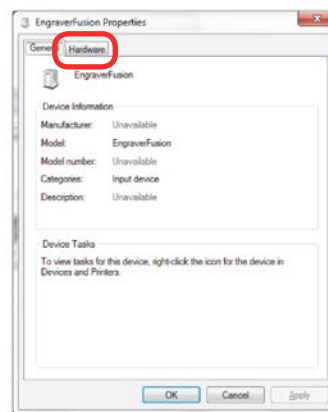 EngraverFusion Properties
General Hardware
EngraverFusion
Device Information
Manufacturer: Unavailable
Model: EngraverFusion
Model number: Unavailable
Categories: Input device
Description: Unavailable
Device Tasks
To view tasks for this device, right-click the icon for the device in
Devices and Printers.
OK Cancel Apply